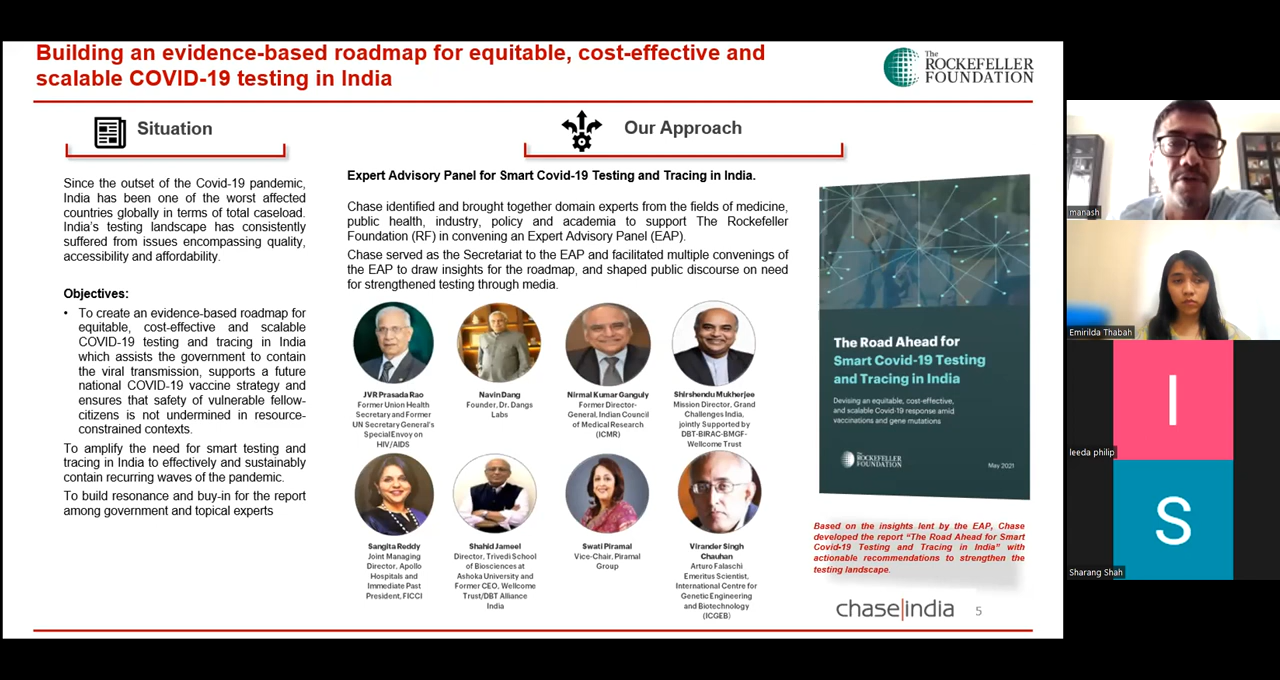 Building an evidence-based roadmap for equitable, cost-effective and
scalable COVID-19 testing in India
The
ROCKEFELLER
FOUNDATION
Situation
Since the outset of the Covid-19 pandemic,
India has been one of the worst affected
countries globally in terms of total caseload.
India's testing landscape has consistently
suffered from issues encompassing quality,
accessibility and affordability.
Objectives:
• To create an evidence-based roadmap for
equitable, cost-effective and scalable
COVID-19 testing and tracing in India
which assists the government to contain
the viral transmission, supports a future
national COVID-19 vaccine strategy and
ensures that safety of vulnerable fellow-
citizens is not undermined in resource-
constrained contexts.
To amplify the need for smart testing and
tracing in India to effectively and sustainably
contain recurring waves of the pandemic.
To build resonance and buy-in for the report
among government and topical experts
Our Approach
Expert Advisory Panel for Smart Covid-19 Testing and Tracing in India.
Chase identified and brought together domain experts from the fields of medicine,
public health, industry, policy and academia to support The Rockefeller
Foundation (RF) in convening an Expert Advisory Panel (EAP).
Chase served as the Secretariat to the EAP and facilitated multiple convenings of
the EAP to draw insights for the roadmap, and shaped public discourse on need
for strengthened testing through media.
JVR Prasada Rao
Former Union Health
Secretary and Former
UN Secretary General's
Special Envoy on
HIV/AIDS
Navin Dang
Founder, Dr. Dangs
Labs
Nirmal Kumar Ganguly
Former Director-
General, Indian Council
of Medical Research
(ICMR)
Shirshendu Mukherjee
Mission Director, Grand
Challenges India,
jointly Supported by
DBT-BIRAC-BMGF-
Wellcome Trust
Sangita Reddy
Joint Managing
Director, Apollo
Hospitals and
Immediate Past
President, FICCI
Shahid Jameel
Director, Trivedi School
of Biosciences at
Ashoka University and
Former CEO, Wellcome
Trust/DBT Alliance
India
Swati Piramal
Vice-Chair, Piramal
Group
Virander Singh
Chauhan
Arturo Falaschi
Emeritus Scientist,
International Centre for
Genetic Engineering
and Biotechnology
(ICGEB)
The Road Ahead for
Smart Covid-19 Testing
and Tracing in India
Devising an equitable, cost-effective,
and scalable Covid-19 response amid
vaccinations and gene mutations
The
ROCKEFELLER
FOUNDATION
May 2021
Based on the insights lent by the EAP, Chase
developed the report "The Road Ahead for Smart
Covid-19 Testing and Tracing in India" with
actionable recommendations to strengthen the
testing landscape.
chase|india
5
manash
Emirilda Thabah
l
leeda philip
S
Sharang Shah